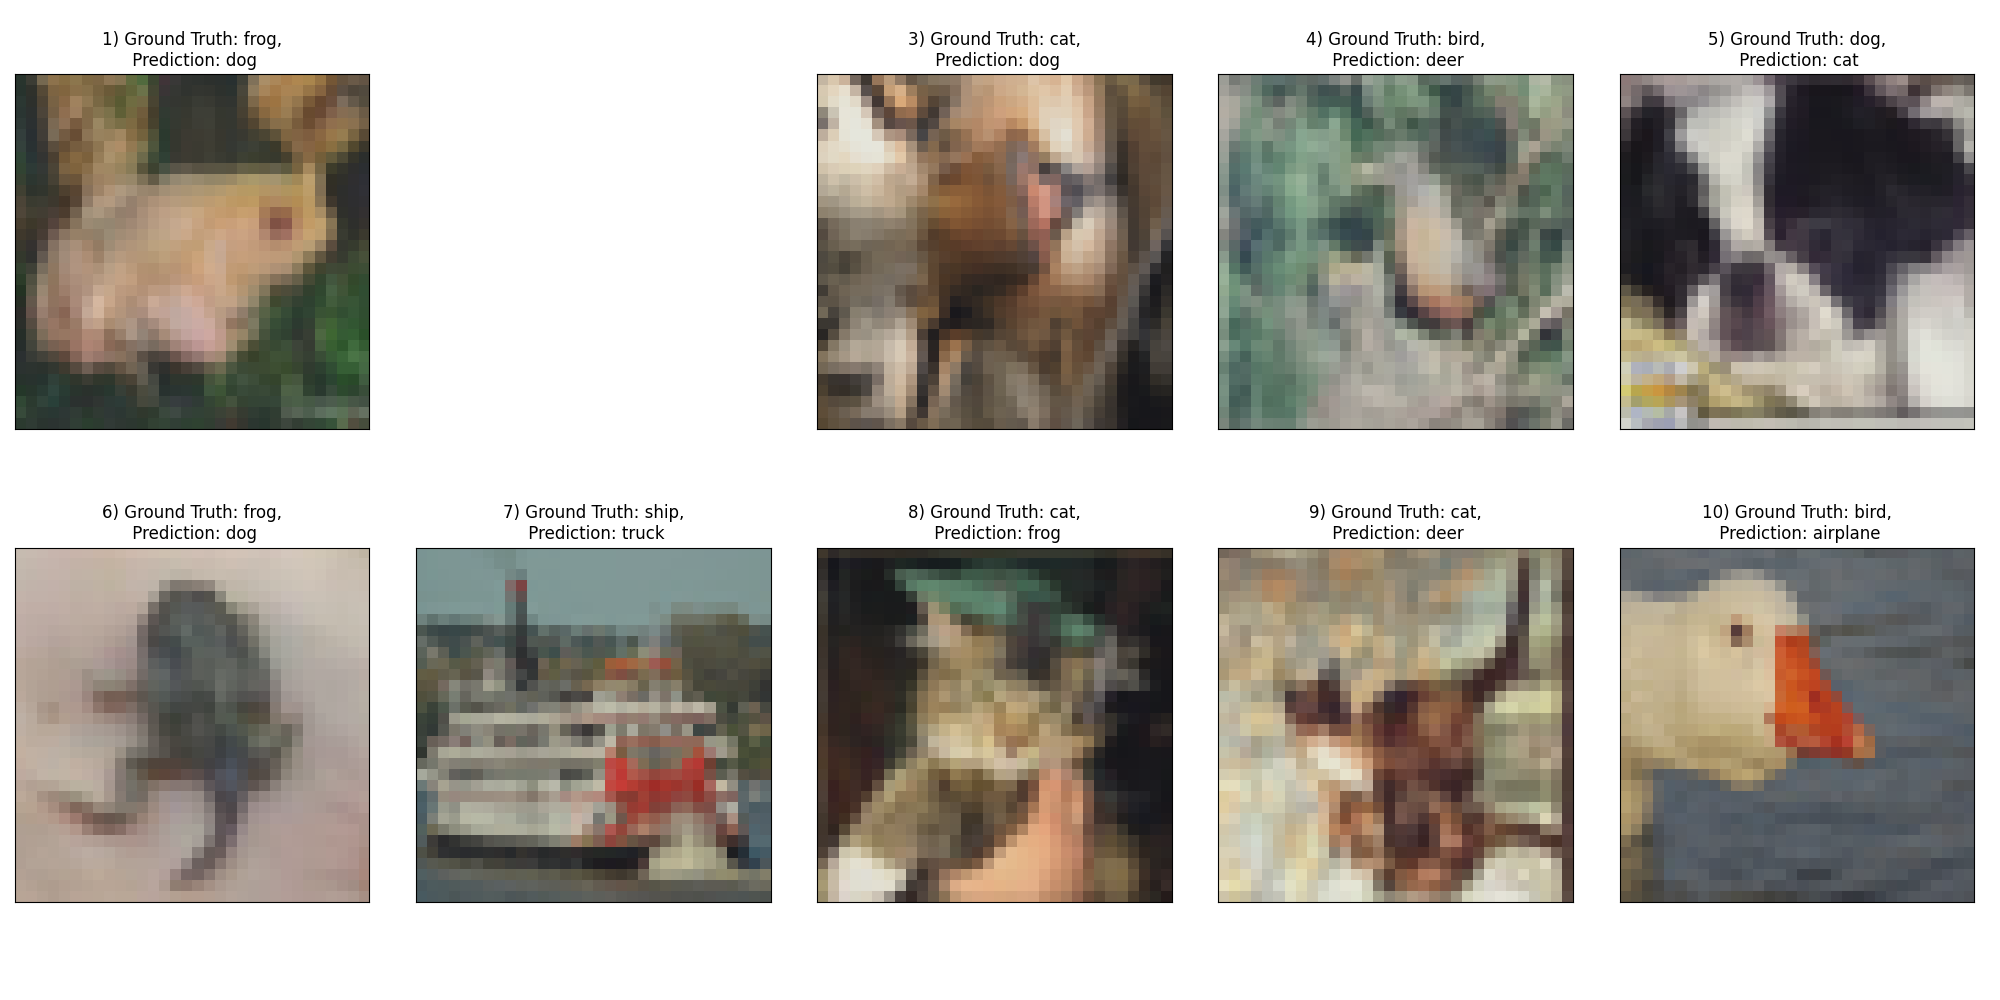 1) Ground Truth: frog,
Prediction: dog
3) Ground Truth: cat,
Prediction: dog
4) Ground Truth: bird,
Prediction: deer
5) Ground Truth: dog,
Prediction: cat
6) Ground Truth: frog,
Prediction: dog
7) Ground Truth: ship,
Prediction: truck
8) Ground Truth: cat,
Prediction: frog
9) Ground Truth: cat,
Prediction: deer
10) Ground Truth: bird,
Prediction: airplane